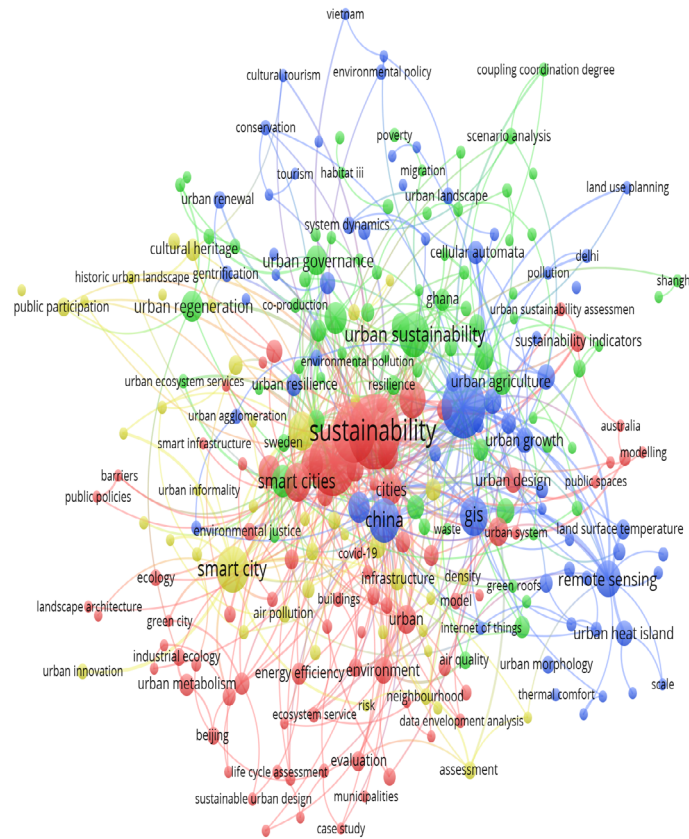 vietnam
cultural tourism
environmental policy
coupling coordination degree
conservation
poverty
scenario analysis
tourism
habitat iii
migration
land use planning
urban renewal
urban landscape
system dynamics
cultural heritage
urban governance
cellular automata
delhi
historic urban landscape
gentrification
pollution
shangh
public participation
urban regeneration
co-production
ghana
urban sustainability assessmen
urban sustainability
sustainability indicators
environmental pollution
urban ecosystem services
urban resilience
resilience
urban agriculture
urban agglomeration
sustainability
australia
smart infrastructure
sweden
urban growth
modelling
barriers
smart cities
cities
urban design
public spaces
public policies
urban informality
china
gis
environmental justice
waste
urban system
land surface temperature
covid-19
smart city
infrastructure
density
remote sensing
ecology
green roofs
landscape architecture
buildings
model
green city
air pollution
urban
internet of things
urban heat island
industrial ecology
air quality
urban morphology
urban innovation
urban metabolism
energy efficiency
environment
scale
neighbourhood
thermal comfort
risk
ecosystem service
data envelopment analysis
beijing
evaluation
life cycle assessment
assessment
sustainable urban design
municipalities
case study